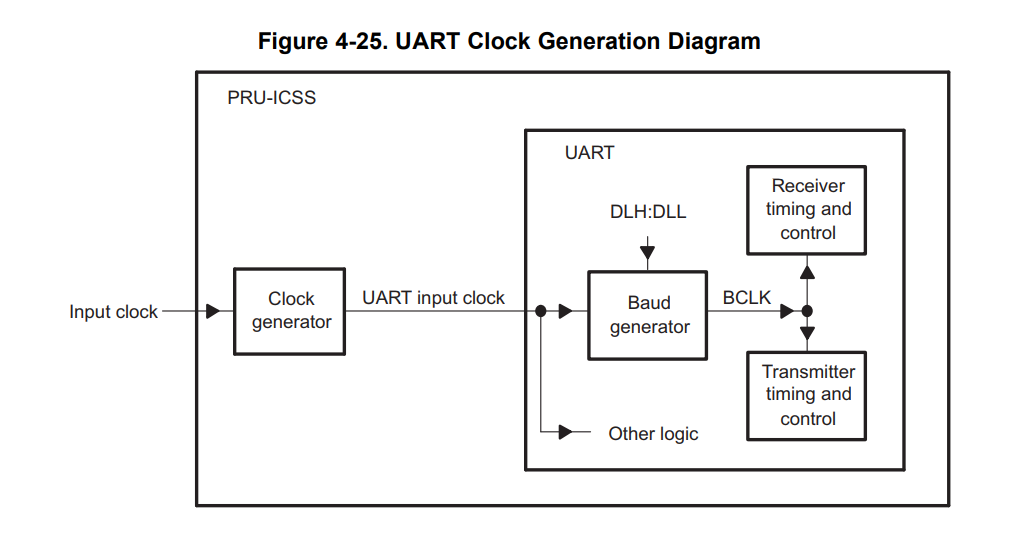 Figure 4-25. UART Clock Generation Diagram
PRU-ICSS
UART
Receiver
timing and
control
DLH:DLL
Input clock
Clock
generator
UART input clock
Baud
generator
BCLK
Transmitter
timing and
control
Other logic